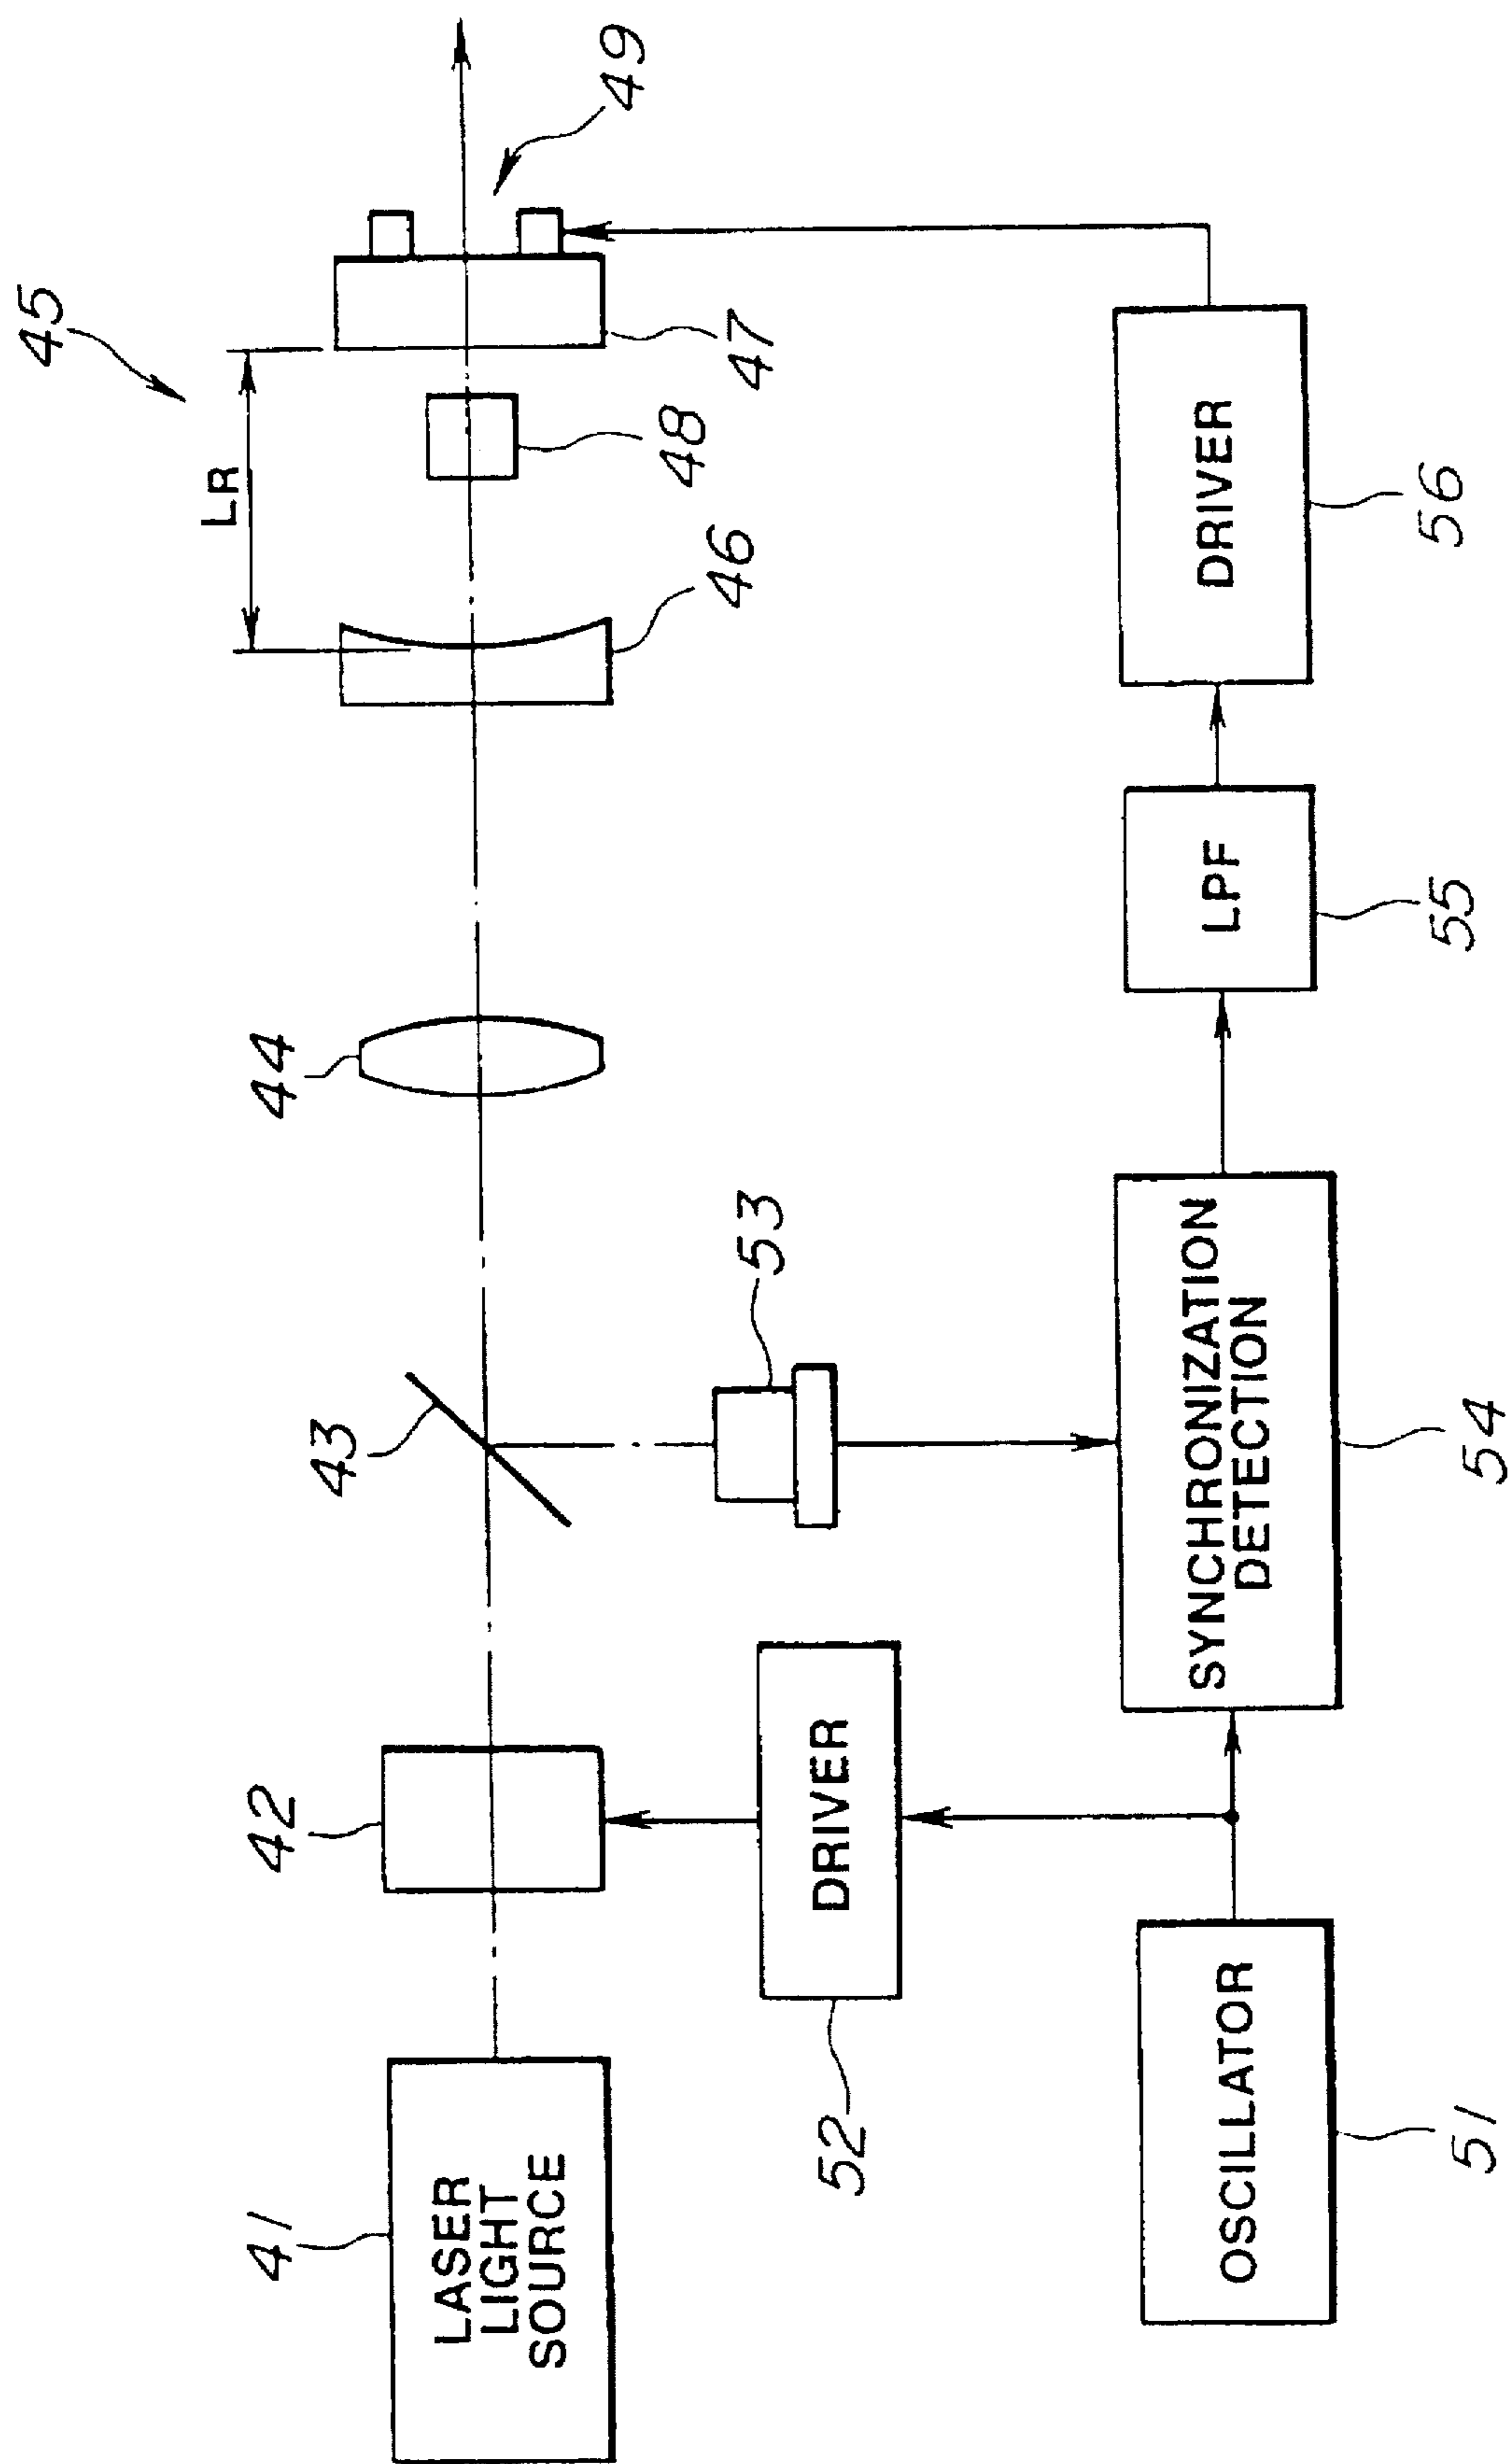 45
LR
49
46
48
47
44
43
42
41
LASER
LIGHT
SOURCE
53
DRIVER
52
OSCILLATOR
51
SYNCHRONIZATION
DETECTION
54
LPF
55
DRIVER
56